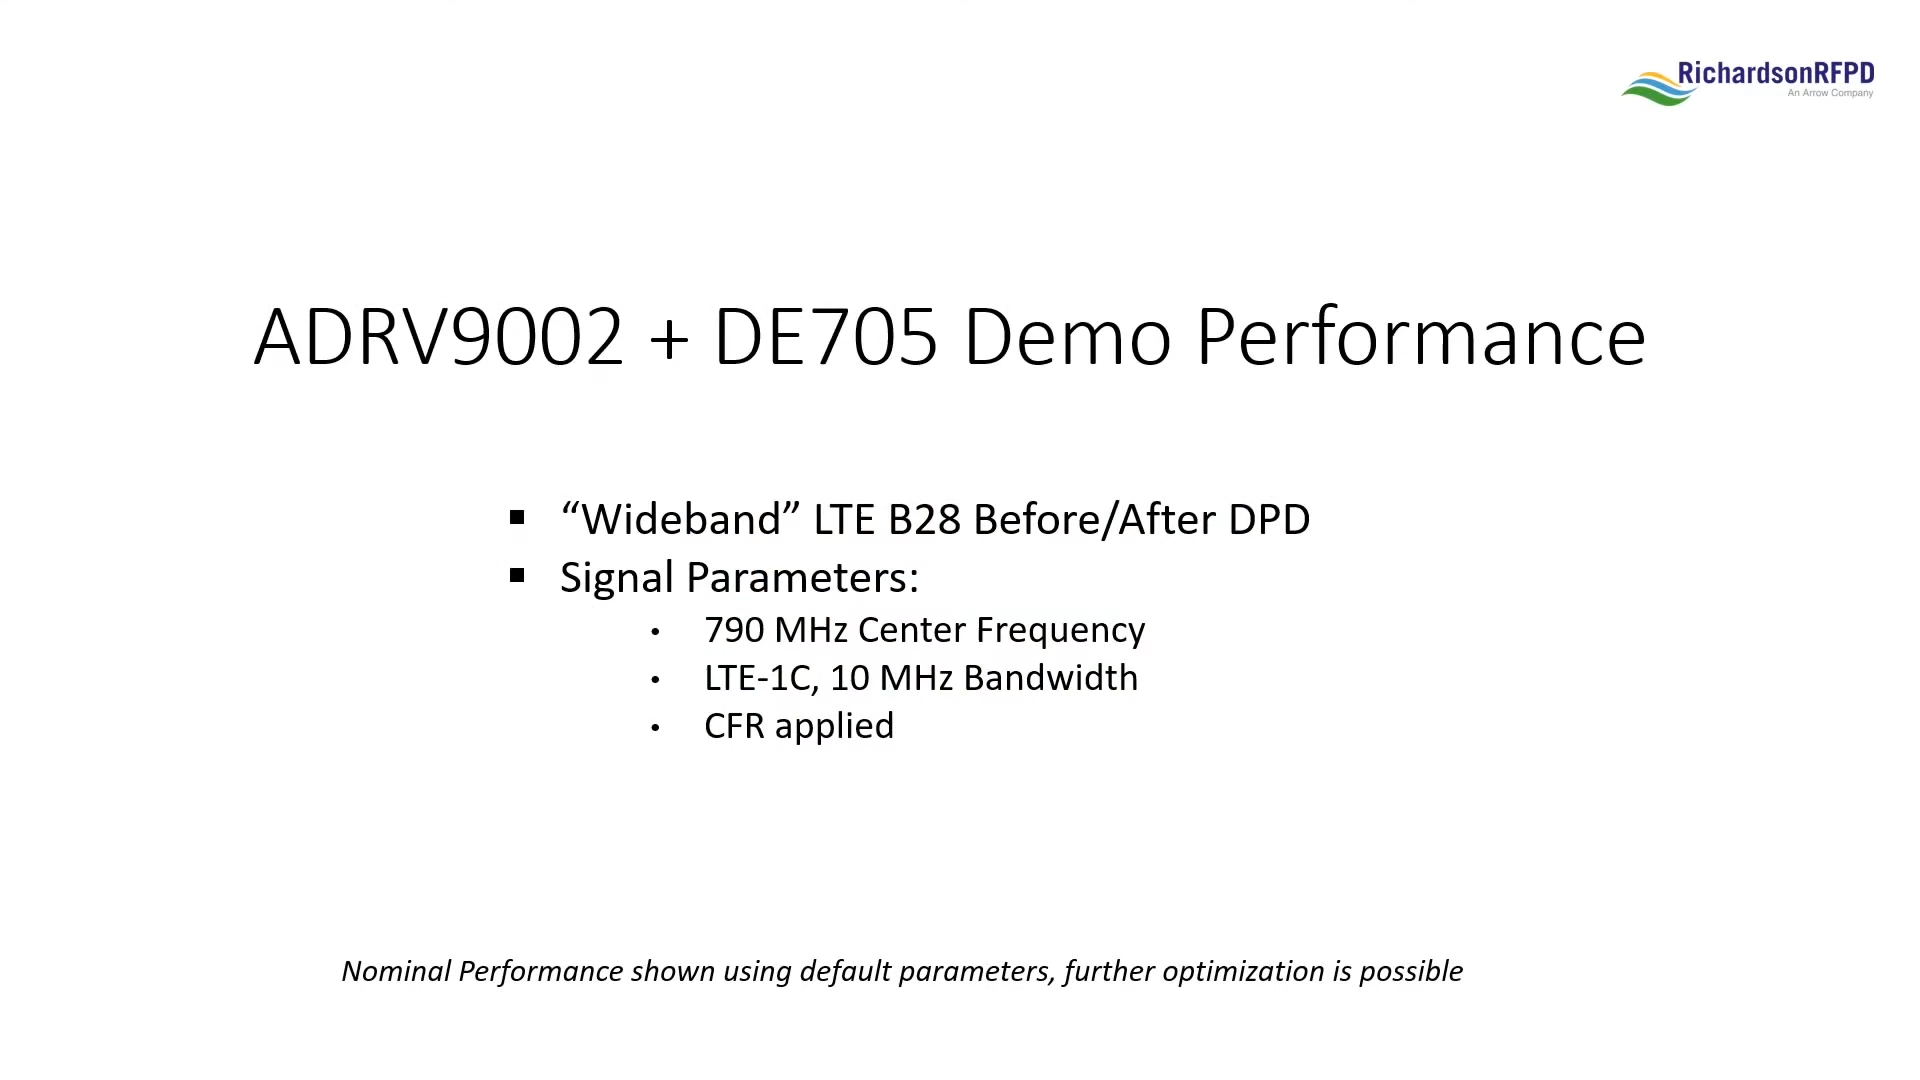 RichardsonRFPD
An Arrow Company
ADRV9002 + DE705 Demo Performance
▪ “Wideband” LTE B28 Before/After DPD
▪ Signal Parameters:
• 790 MHz Center Frequency
• LTE-1C, 10 MHz Bandwidth
• CFR applied
Nominal Performance shown using default parameters, further optimization is possible